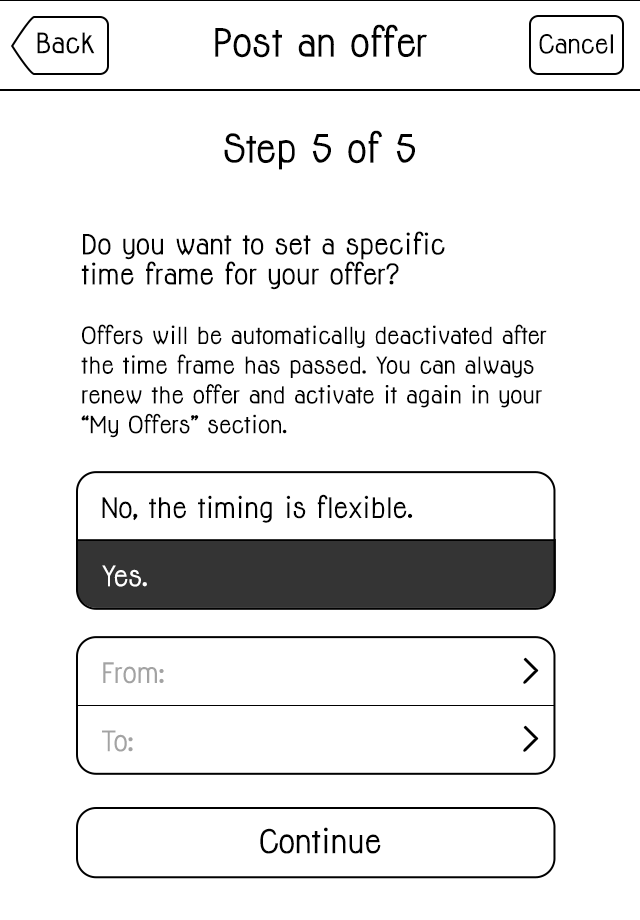 Back
Post an offer
Cancel
Step 5 of 5
Do you want to set a specific
time frame for your offer?
Offers will be automatically deactivated after
the time frame has passed. You can always
renew the offer and activate it again in your
“My Offers” section.
No, the timing is flexible.
Yes.
From:
To:
Continue